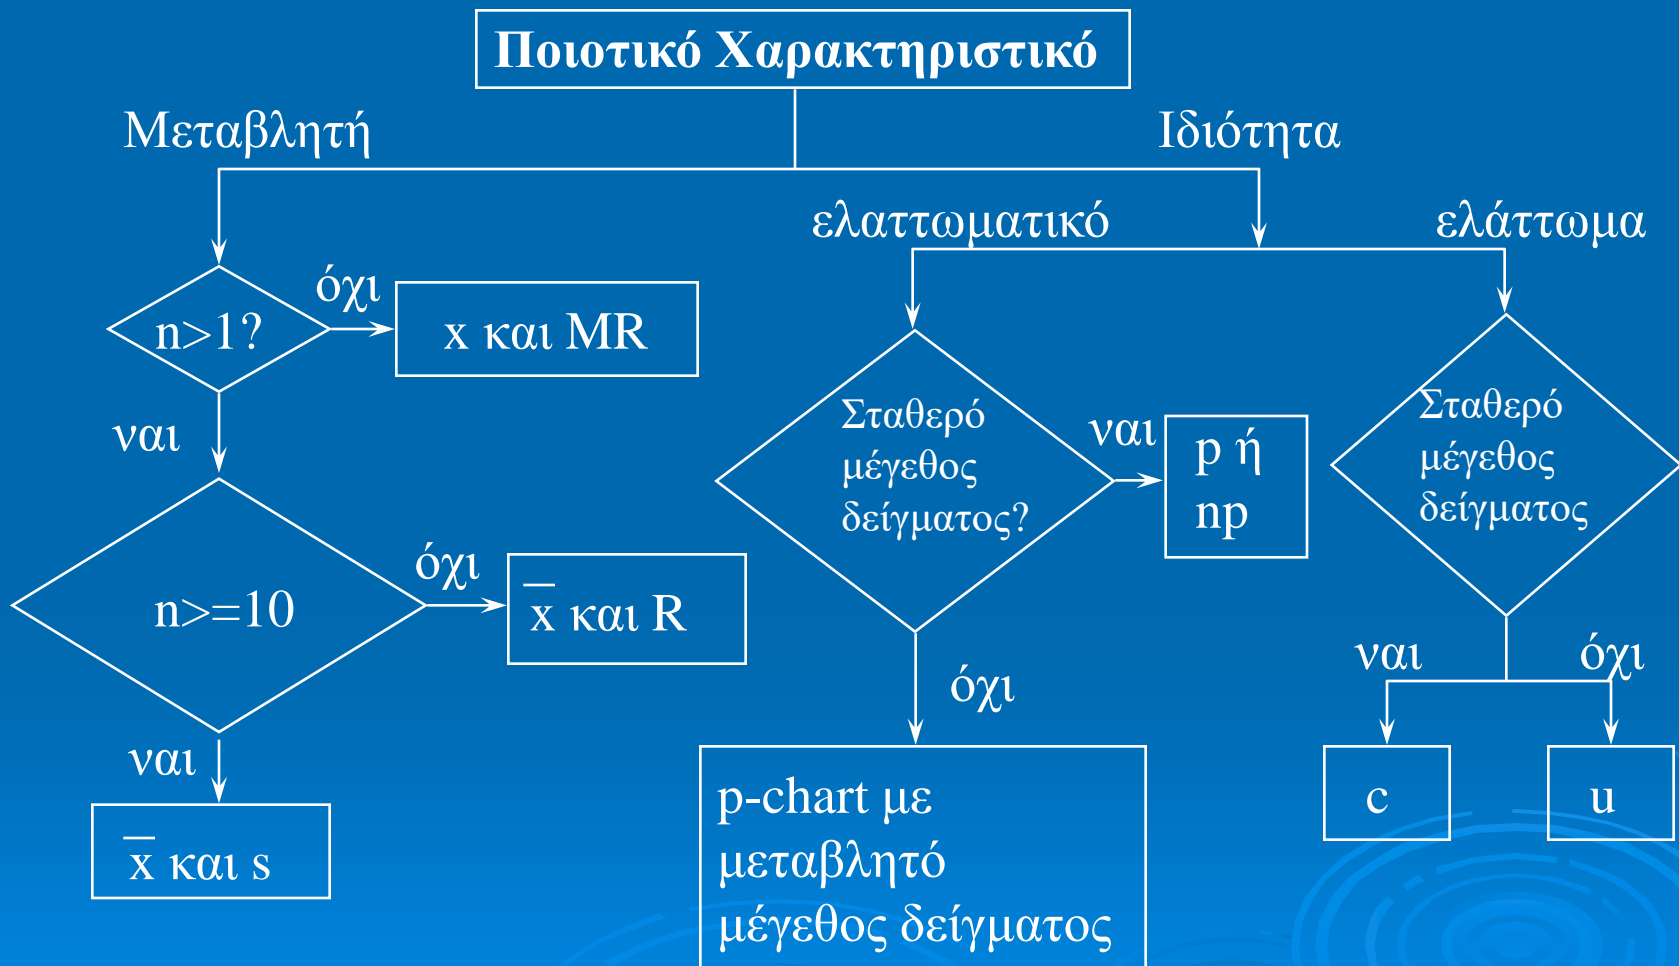 Ποιοτικό Χαρακτηριστικό
Μεταβλητή
Ιδιότητα
ελαττωματικό
ελάττωμα
n>1?
όχι
x και MR
ναι
n>=10
όχι
x̅ και R
ναι
x̅ και s
Σταθερό
μέγεθος
δείγματος?
ναι
p ή
np
όχι
p-chart με
μεταβλητό
μέγεθος δείγματος
Σταθερό
μέγεθος
δείγματος
ναι
όχι
c
u